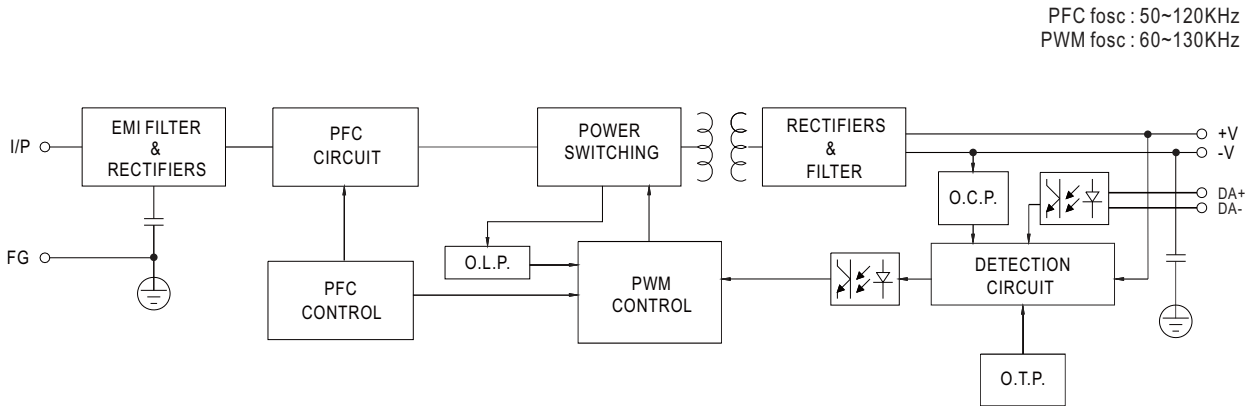 PFC fosc : 50~120KHz
PWM fosc : 60~130KHz
I/P
EMI FILTER
&
RECTIFIERS
PFC
CIRCUIT
POWER
SWITCHING
RECTIFIERS
&
FILTER
+V
-V
O.C.P.
DA+
DA-
FG
O.L.P.
PFC
CONTROL
PWM
CONTROL
DETECTION
CIRCUIT
O.T.P.